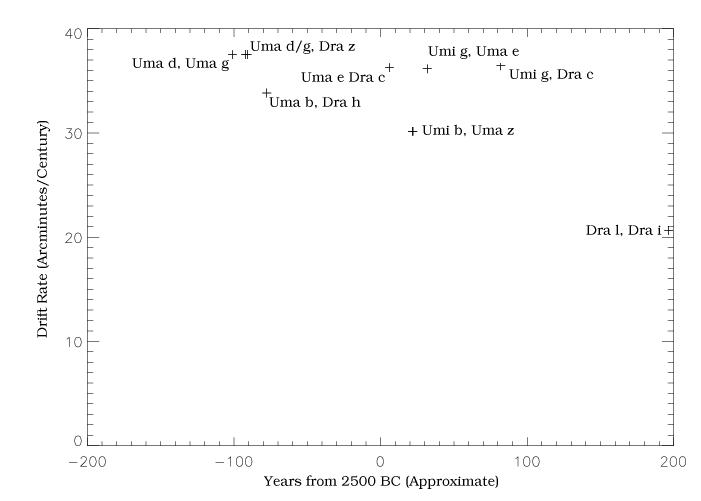 40
Uma d/g, Dra z
Umi g, Uma e
Uma d, Uma g
Uma e Dra c
Umi g, Dra c
Uma b, Dra h
30
Umi b, Uma z
Drift Rate (Arcminutes/Century)
Dra l, Dra i
20
10
0
−200
−100
0
100
200
Years from 2500 BC (Approximate)